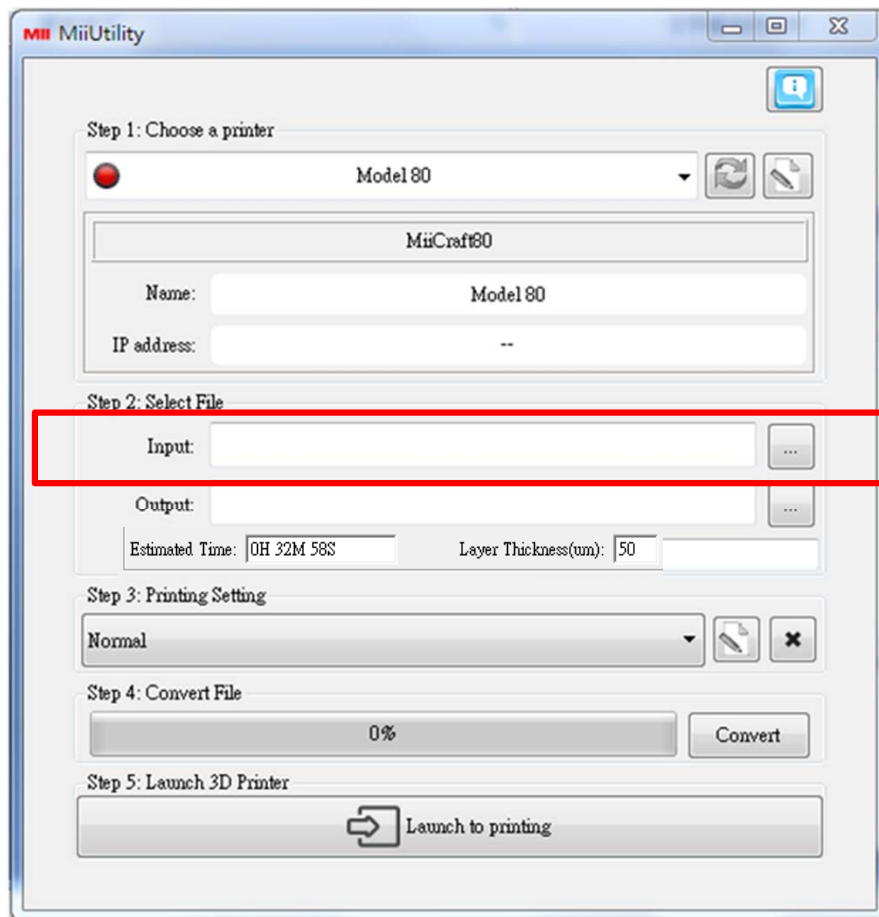 MII MiiUtility
Step 1: Choose a printer
Model 80
MiiCraft80
Name: Model 80
IP address: --
Step 2: Select File
Input: ...
Output: ...
Estimated Time: 0H 32M 58S Layer Thickness(um): 50
Step 3: Printing Setting
Normal
Step 4: Convert File
0% Convert
Step 5: Launch 3D Printer
Launch to printing